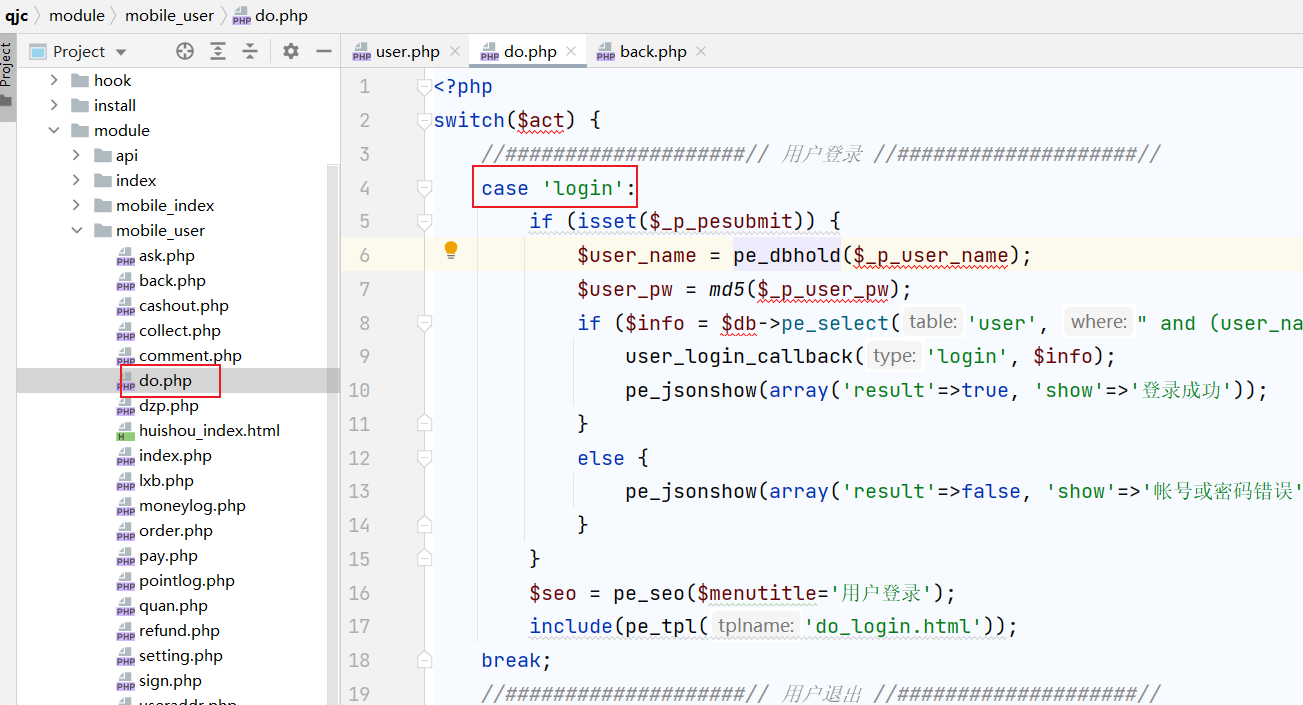 qjc module mobile_user do.php
Project
Project
hook
install
module
api
index
mobile_index
mobile_user
ask.php
back.php
cashout.php
collect.php
comment.php
do.php
dzp.php
huishou_index.html
index.php
lxb.php
moneylog.php
order.php
pay.php
pointlog.php
quan.php
refund.php
setting.php
sign.php
useraddr.php
user.php do.php back.php
1 <?php
2 switch($act) {
3 //####################// 用户登录 //####################//
4 case 'login':
5 if (isset($_p_pesubmit)) {
6 $user_name = pe_dbhold($_p_user_name);
7 $user_pw = md5($_p_user_pw);
8 if ($info = $db->pe_select( table: 'user', where: " and (user_na
9 user_login_callback( type: 'login', $info);
10 pe_jsonshow(array('result'=>true, 'show'=>'登录成功'));
11 }
12 else {
13 pe_jsonshow(array('result'=>false, 'show'=>'帐号或密码错误'
14 }
15 }
16 $seo = pe_seo($menutitle='用户登录');
17 include(pe_tpl( tplname: 'do_login.html'));
18 break;
19 //####################// 用户退出 //####################//